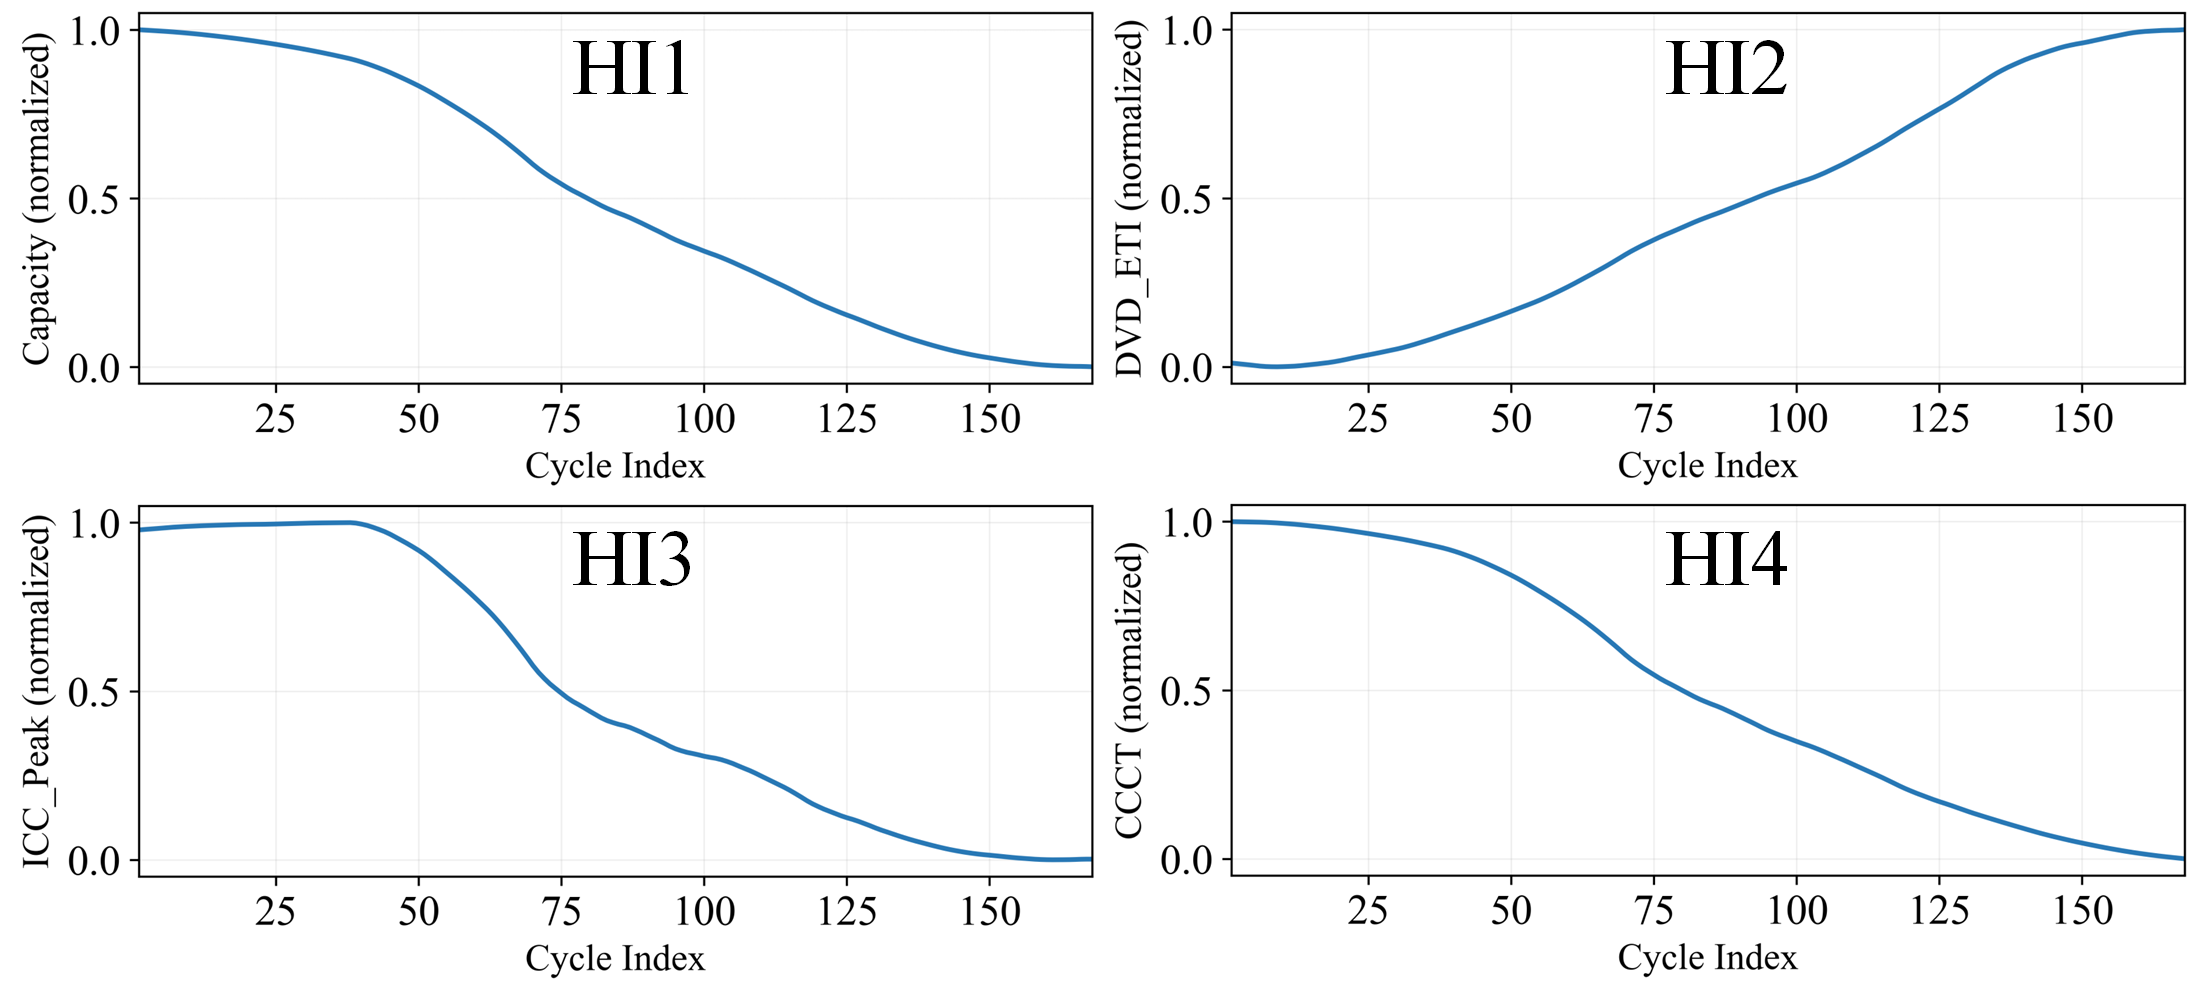 Capacity (normalized)
1.0
0.5
0.0
HI1
25 50 75 100 125 150
Cycle Index
DVD_ETI (normalized)
1.0
0.5
0.0
HI2
25 50 75 100 125 150
Cycle Index
ICC_Peak (normalized)
1.0
0.5
0.0
HI3
25 50 75 100 125 150
Cycle Index
CCCT (normalized)
1.0
0.5
0.0
HI4
25 50 75 100 125 150
Cycle Index